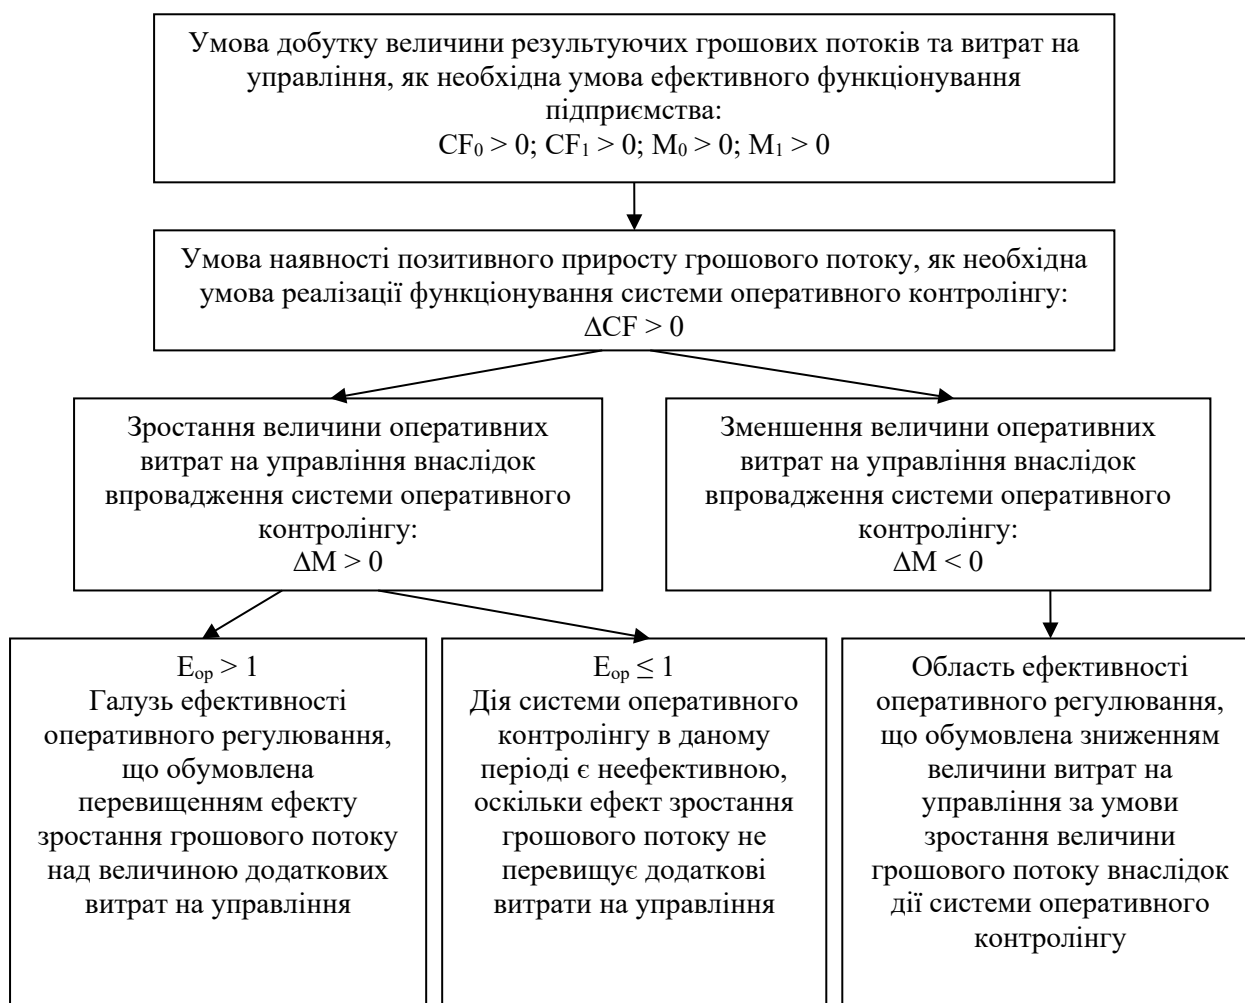 Умова добутку величини результуючих грошових потоків та витрат на
управління, як необхідна умова ефективного функціонування
підприємства:
CF₀ > 0; CF₁ > 0; M₀ > 0; M₁ > 0
Умова наявності позитивного приросту грошового потоку, як необхідна
умова реалізації функціонування системи оперативного контролінгу:
ΔCF > 0
Зростання величини оперативних
витрат на управління внаслідок
впровадження системи оперативного
контролінгу:
ΔM > 0
Зменшення величини оперативних
витрат на управління внаслідок
впровадження системи оперативного
контролінгу:
ΔM < 0
Eop > 1
Галузь ефективності
оперативного регулювання,
що обумовлена
перевищенням ефекту
зростання грошового потоку
над величиною додаткових
витрат на управління
Eop ≤ 1
Дія системи оперативного
контролінгу в даному
періоді є неефективною,
оскільки ефект зростання
грошового потоку не
перевищує додаткові
витрати на управління
Область ефективності
оперативного регулювання,
що обумовлена зниженням
величини витрат на
управління за умови
зростання величини
грошового потоку внаслідок
дії системи оперативного
контролінгу